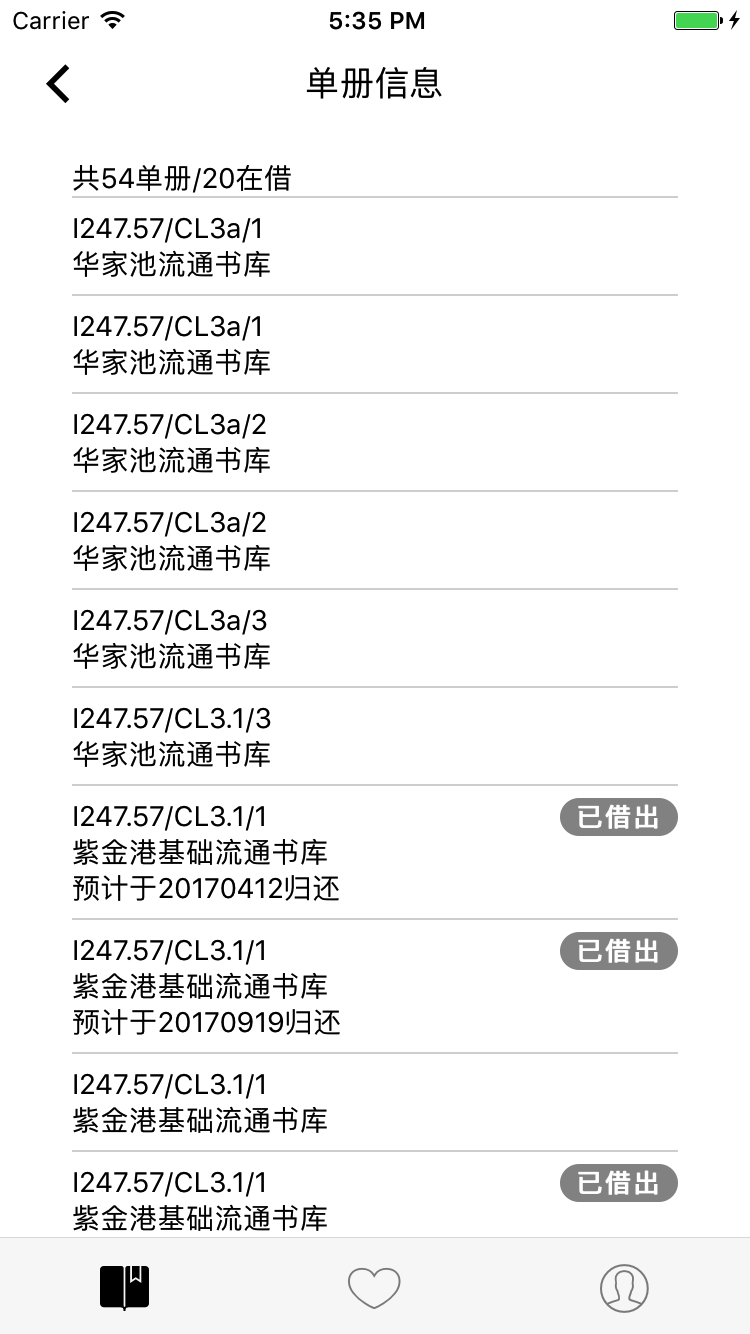 Carrier 5:35 PM
单册信息
共54单册/20在借
I247.57/CL3a/1
华家池流通书库
I247.57/CL3a/1
华家池流通书库
I247.57/CL3a/2
华家池流通书库
I247.57/CL3a/2
华家池流通书库
I247.57/CL3a/3
华家池流通书库
I247.57/CL3.1/3
华家池流通书库
I247.57/CL3.1/1 已借出
紫金港基础流通书库
预计于20170412归还
I247.57/CL3.1/1 已借出
紫金港基础流通书库
预计于20170919归还
I247.57/CL3.1/1
紫金港基础流通书库
I247.57/CL3.1/1 已借出
紫金港基础流通书库